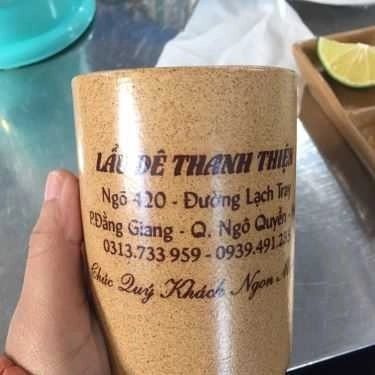 LẨU DÊ THANH THIỆN
Ngõ 420 - Đường Lạch Tray
P.Đằng Giang - Q. Ngô Quyền -
0313.733 959 - 0939.491.
Chúc Quý Khách Ngon